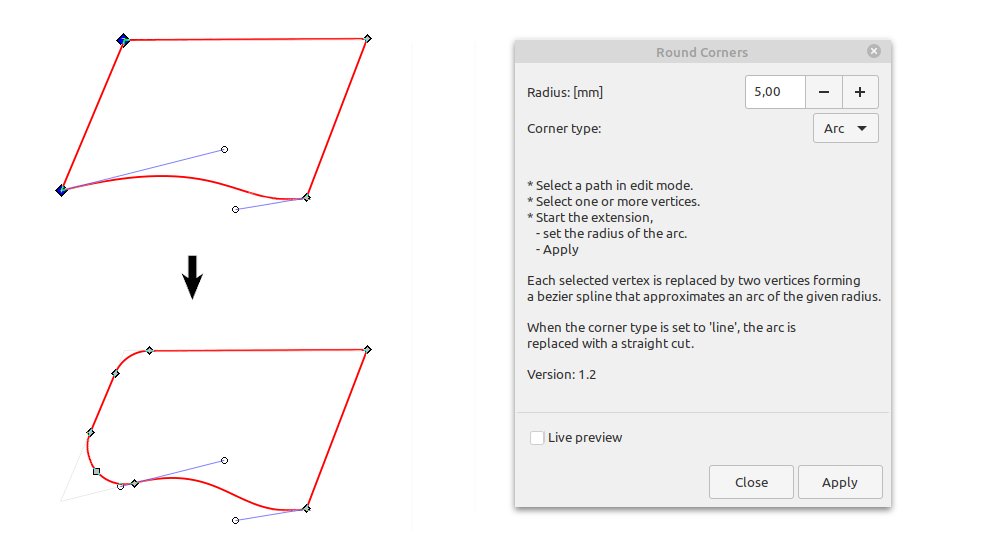 Round Corners
Radius: [mm]
5,00
Corner type:
Arc
* Select a path in edit mode.
* Select one or more vertices.
* Start the extension,
- set the radius of the arc.
- Apply
Each selected vertex is replaced by two vertices forming
a bezier spline that approximates an arc of the given radius.
When the corner type is set to 'line', the arc is
replaced with a straight cut.
Version: 1.2
Live preview
Close
Apply